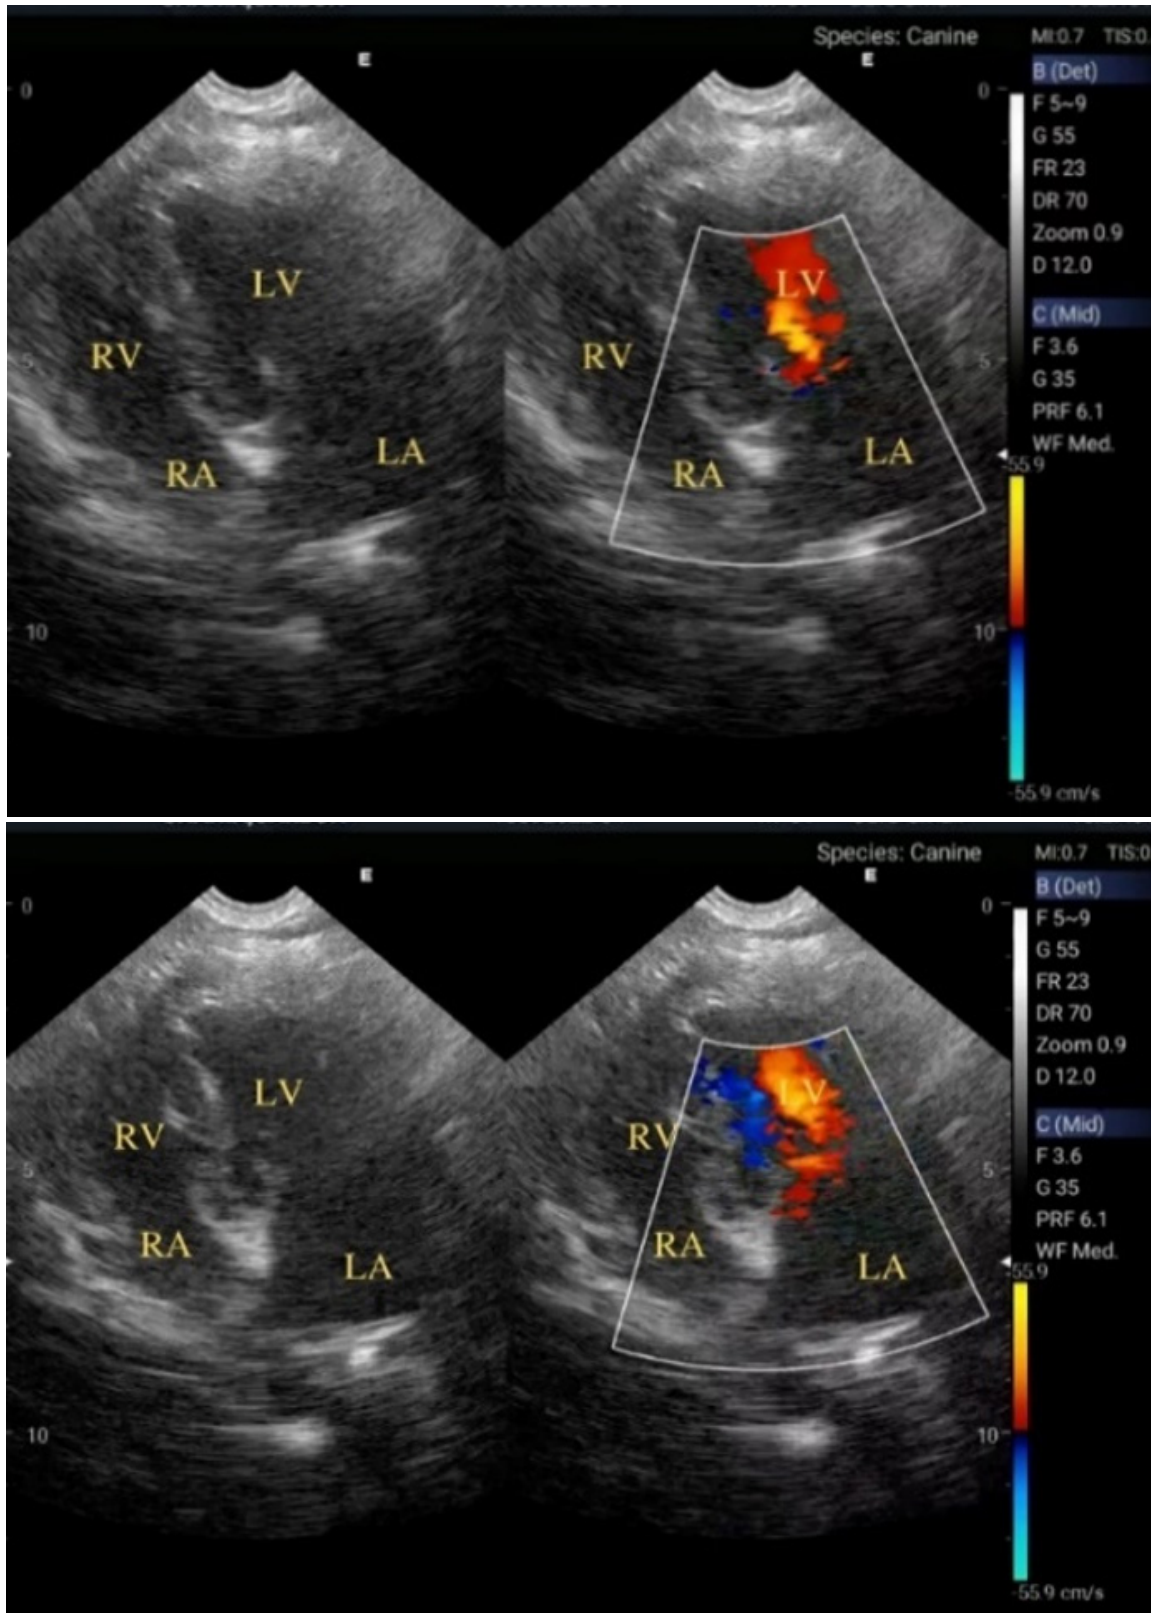 Species: Canine
MI:0.7 TIS:0.
E
E
B (Det)
0
0
F 5~9
G 55
FR 23
DR 70
Zoom 0.9
D 12.0
LV
LV
C (Mid)
F 3.6
RV
RV
5
5
G 35
PRF 6.1
WF Med.
LA
LA
RA
RA
55.9
10
10
-55.9 cm/s
Species: Canine
MI:0.7 TIS:0
E
E
B (Det)
0
0
F 5~9
G 55
FR 23
DR 70
Zoom 0.9
D 12.0
LV
LV
C (Mid)
RV
RV
F 3.6
5
5
G 35
PRF 6.1
WF Med.
RA
RA
LA
LA
55.9
10
10
-55.9 cm/s